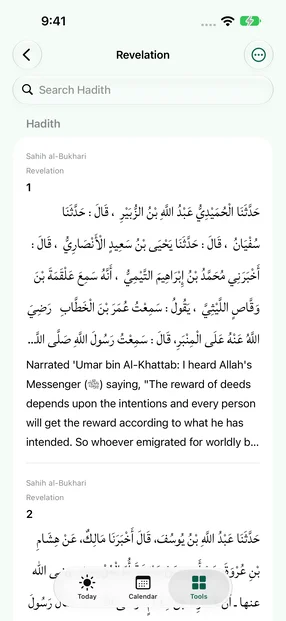 9:41
Revelation
Search Hadith
Hadith
Sahih al-Bukhari
Revelation
1
حَدَّثَنَا الْحُمَيْدِيُّ عَبْدُ اللَّهِ بْنُ الزُّبَيْرِ ، قَالَ : حَدَّثَنَا
سُفْيَانُ ، قَالَ : حَدَّثَنَا يَحْيَى بْنُ سَعِيدٍ الْأَنْصَارِيُّ ، قَالَ :
أَخْبَرَنِي مُحَمَّدُ بْنُ إِبْرَاهِيمَ التَّيْمِيُّ ، أَنَّهُ سَمِعَ عَلْقَمَةَ بْنَ
وَقَّاصٍ اللَّيْثِيَّ ، يَقُولُ : سَمِعْتُ عُمَرَ بْنَ الْخَطَّابِ رَضِيَ
اللَّهُ عَنْهُ عَلَى الْمِنْبَرِ، قَالَ : سَمِعْتُ رَسُولَ اللَّهِ صَلَّى اللَّـ...
Narrated 'Umar bin Al-Khattab: I heard Allah's
Messenger (ﷺ) saying, "The reward of deeds
depends upon the intentions and every person
will get the reward according to what he has
intended. So whoever emigrated for worldly b...
Sahih al-Bukhari
Revelation
2
حَدَّثَنَا عَبْدُ اللَّهِ بْنُ يُوسُفَ، قَالَ أَخْبَرَنَا مَالِكٌ، عَنْ هِشَامِ
بْنِ عُرْوَةَ الله
عنها ـ أَنَّ رَسُولَ
Today
Calendar
Tools